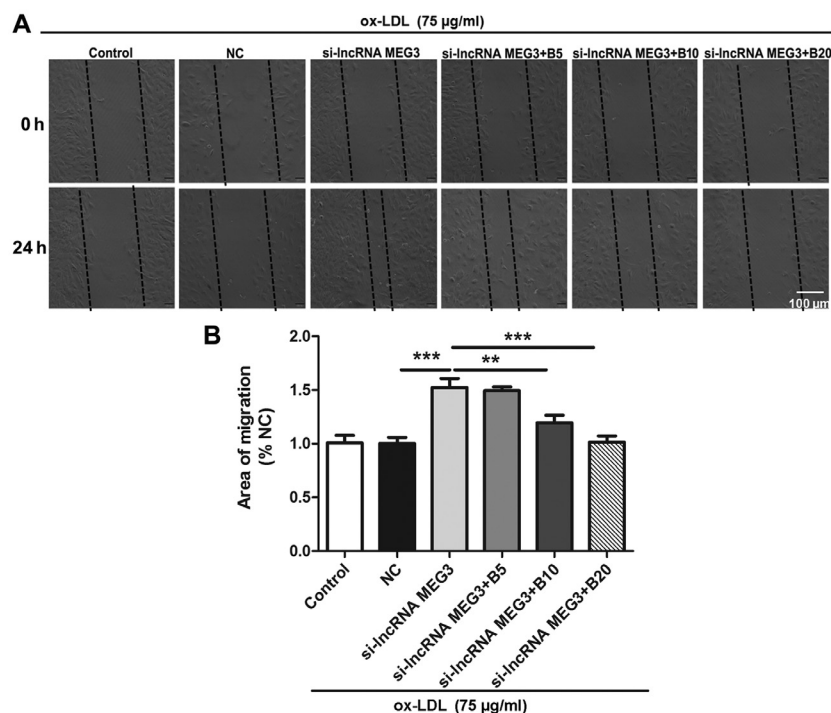 A
ox-LDL (75 µg/ml)
Control NC si-lncRNA MEG3 si-lncRNA MEG3+B5 si-lncRNA MEG3+B10 si-lncRNA MEG3+B20
0 h
24 h
100 µm
B
Area of migration
(% NC)
2.0
1.5
1.0
0.5
0.0
***
***
**
Control
NC
si-lncRNA MEG3
si-lncRNA MEG3+B5
si-lncRNA MEG3+B10
si-lncRNA MEG3+B20
ox-LDL (75 µg/ml)